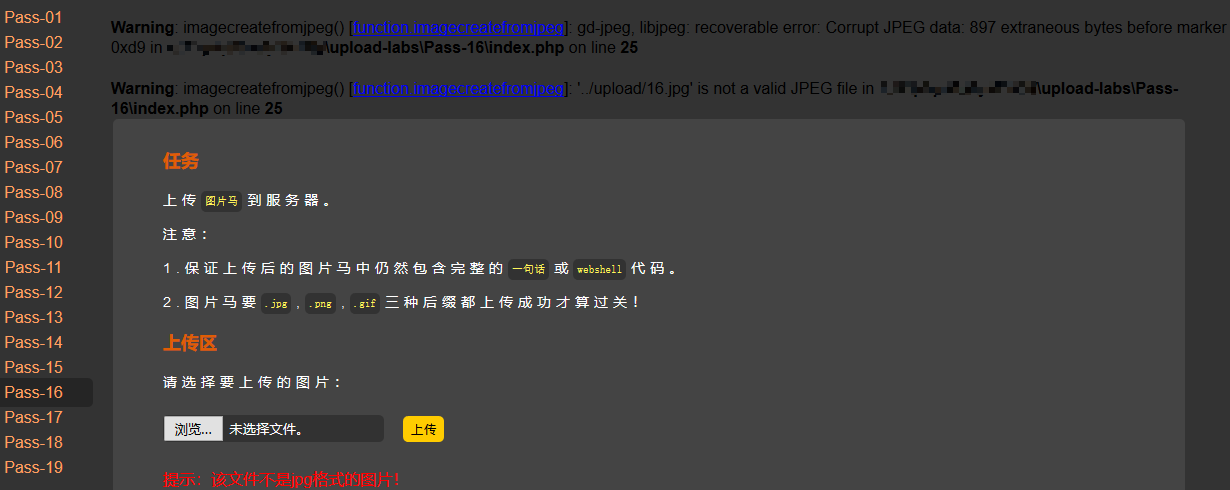 Pass-01
Pass-02
Pass-03
Pass-04
Pass-05
Pass-06
Pass-07
Pass-08
Pass-09
Pass-10
Pass-11
Pass-12
Pass-13
Pass-14
Pass-15
Pass-16
Pass-17
Pass-18
Pass-19
Warning: imagecreatefromjpeg() [function.imagecreatefromjpeg]: gd-jpeg, libjpeg: recoverable error: Corrupt JPEG data: 897 extraneous bytes before marker
0xd9 in \upload-labs\Pass-16\index.php on line 25
Warning: imagecreatefromjpeg() [function.imagecreatefromjpeg]: '../upload/16.jpg' is not a valid JPEG file in \upload-labs\Pass-
16\index.php on line 25
任务
上传 图片马 到服务器。
注意：
1.保证上传后的图片马中仍然包含完整的 一句话 或 webshell 代码。
2.图片马要 .jpg , .png , .gif 三种后缀都上传成功才算过关！
上传区
请选择要上传的图片：
浏览... 未选择文件。 上传
提示：该文件不是jpg格式的图片！